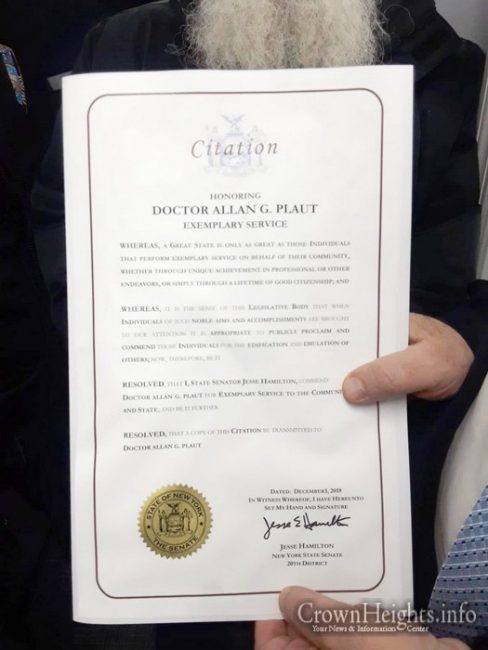 Citation
HONORING
DOCTOR ALLAN G. PLAUT
EXEMPLARY SERVICE
WHEREAS, A GREAT STATE IS ONLY AS GREAT AS THOSE INDIVIDUALS
THAT PERFORM EXEMPLARY SERVICE ON BEHALF OF THEIR COMMUNITY,
WHETHER THROUGH UNIQUE ACHIEVEMENT IN PROFESSIONAL OR OTHER
ENDEAVORS, OR SIMPLY THROUGH A LIFETIME OF GOOD CITIZENSHIP; AND
WHEREAS, IT IS THE SENSE OF THIS LEGISLATIVE BODY THAT WHEN
INDIVIDUALS OF SUCH NOBLE AIMS AND ACCOMPLISHMENTS ARE BROUGHT
TO OUR ATTENTION IT IS APPROPRIATE TO PUBLICLY PROCLAIM AND
COMMEND THOSE INDIVIDUALS FOR THE EDIFICATION AND EMULATION OF
OTHERS; NOW, THEREFORE, BE IT
RESOLVED, THAT I, STATE SENATOR JESSE HAMILTON, COMMEND
DOCTOR ALLAN G. PLAUT FOR EXEMPLARY SERVICE TO THE COMMUN
AND STATE, AND BE IT FURTHER
RESOLVED, THAT A COPY OF THIS CITATION BE TRANSMITTED TO
DOCTOR ALLAN G. PLAUT
STATE OF NEW YORK
THE SENATE
DATED: DECEMBER3, 2018
IN WITNESS WHEREOF, I HAVE HEREUNTO
SET MY HAND AND SIGNATURE
Jesse E Hamilton
JESSE HAMILTON
NEW YORK STATE SENATE
20TH DISTRICT
CrownHeights.info
Your News & Information Center